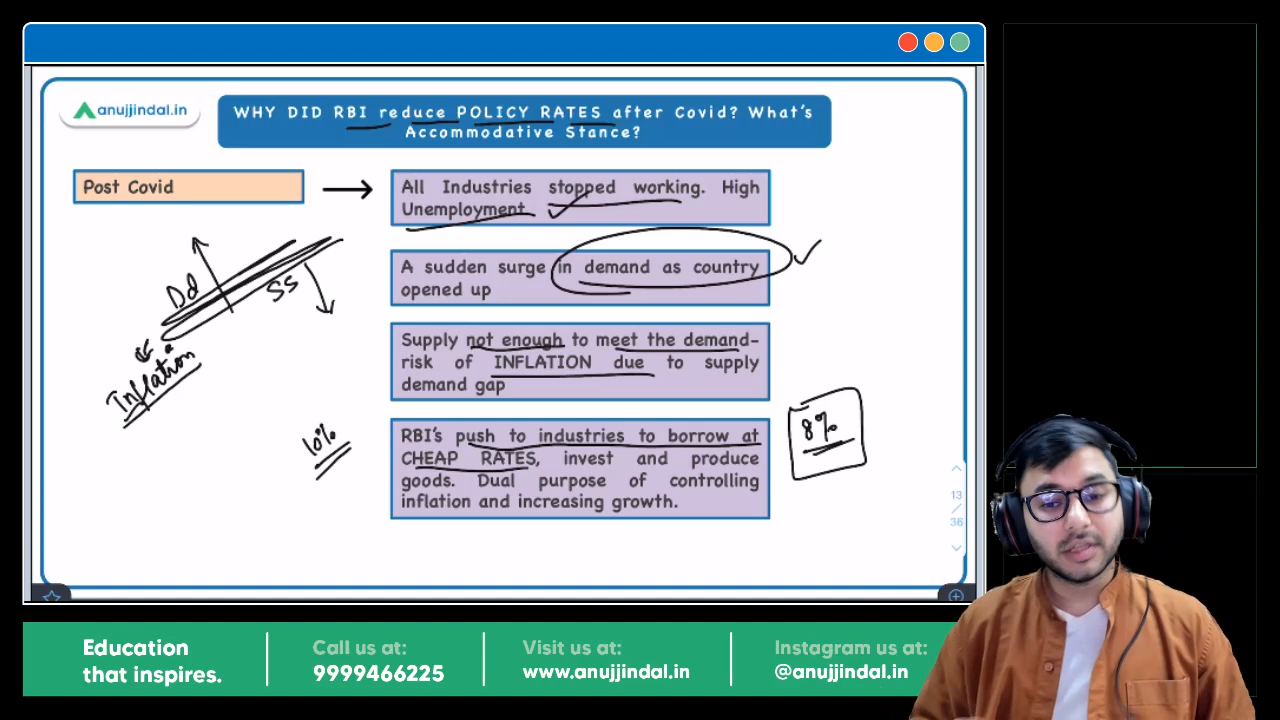 anujjindal.in
WHY DID RBI reduce POLICY RATES after Covid? What's
Accommodative Stance?
Post Covid
All Industries stopped working. High
Unemployment
A sudden surge in demand as country
opened up
Dd
SS
Inflation
Supply not enough to meet the demand-
risk of INFLATION due to supply
demand gap
10%
RBI's push to industries to borrow at
CHEAP RATES, invest and produce
goods. Dual purpose of controlling
inflation and increasing growth.
8%
13
/
36
Education
that inspires.
Call us at:
9999466225
Visit us at:
www.anujjindal.in
Instagram us at:
@anujjindal.in